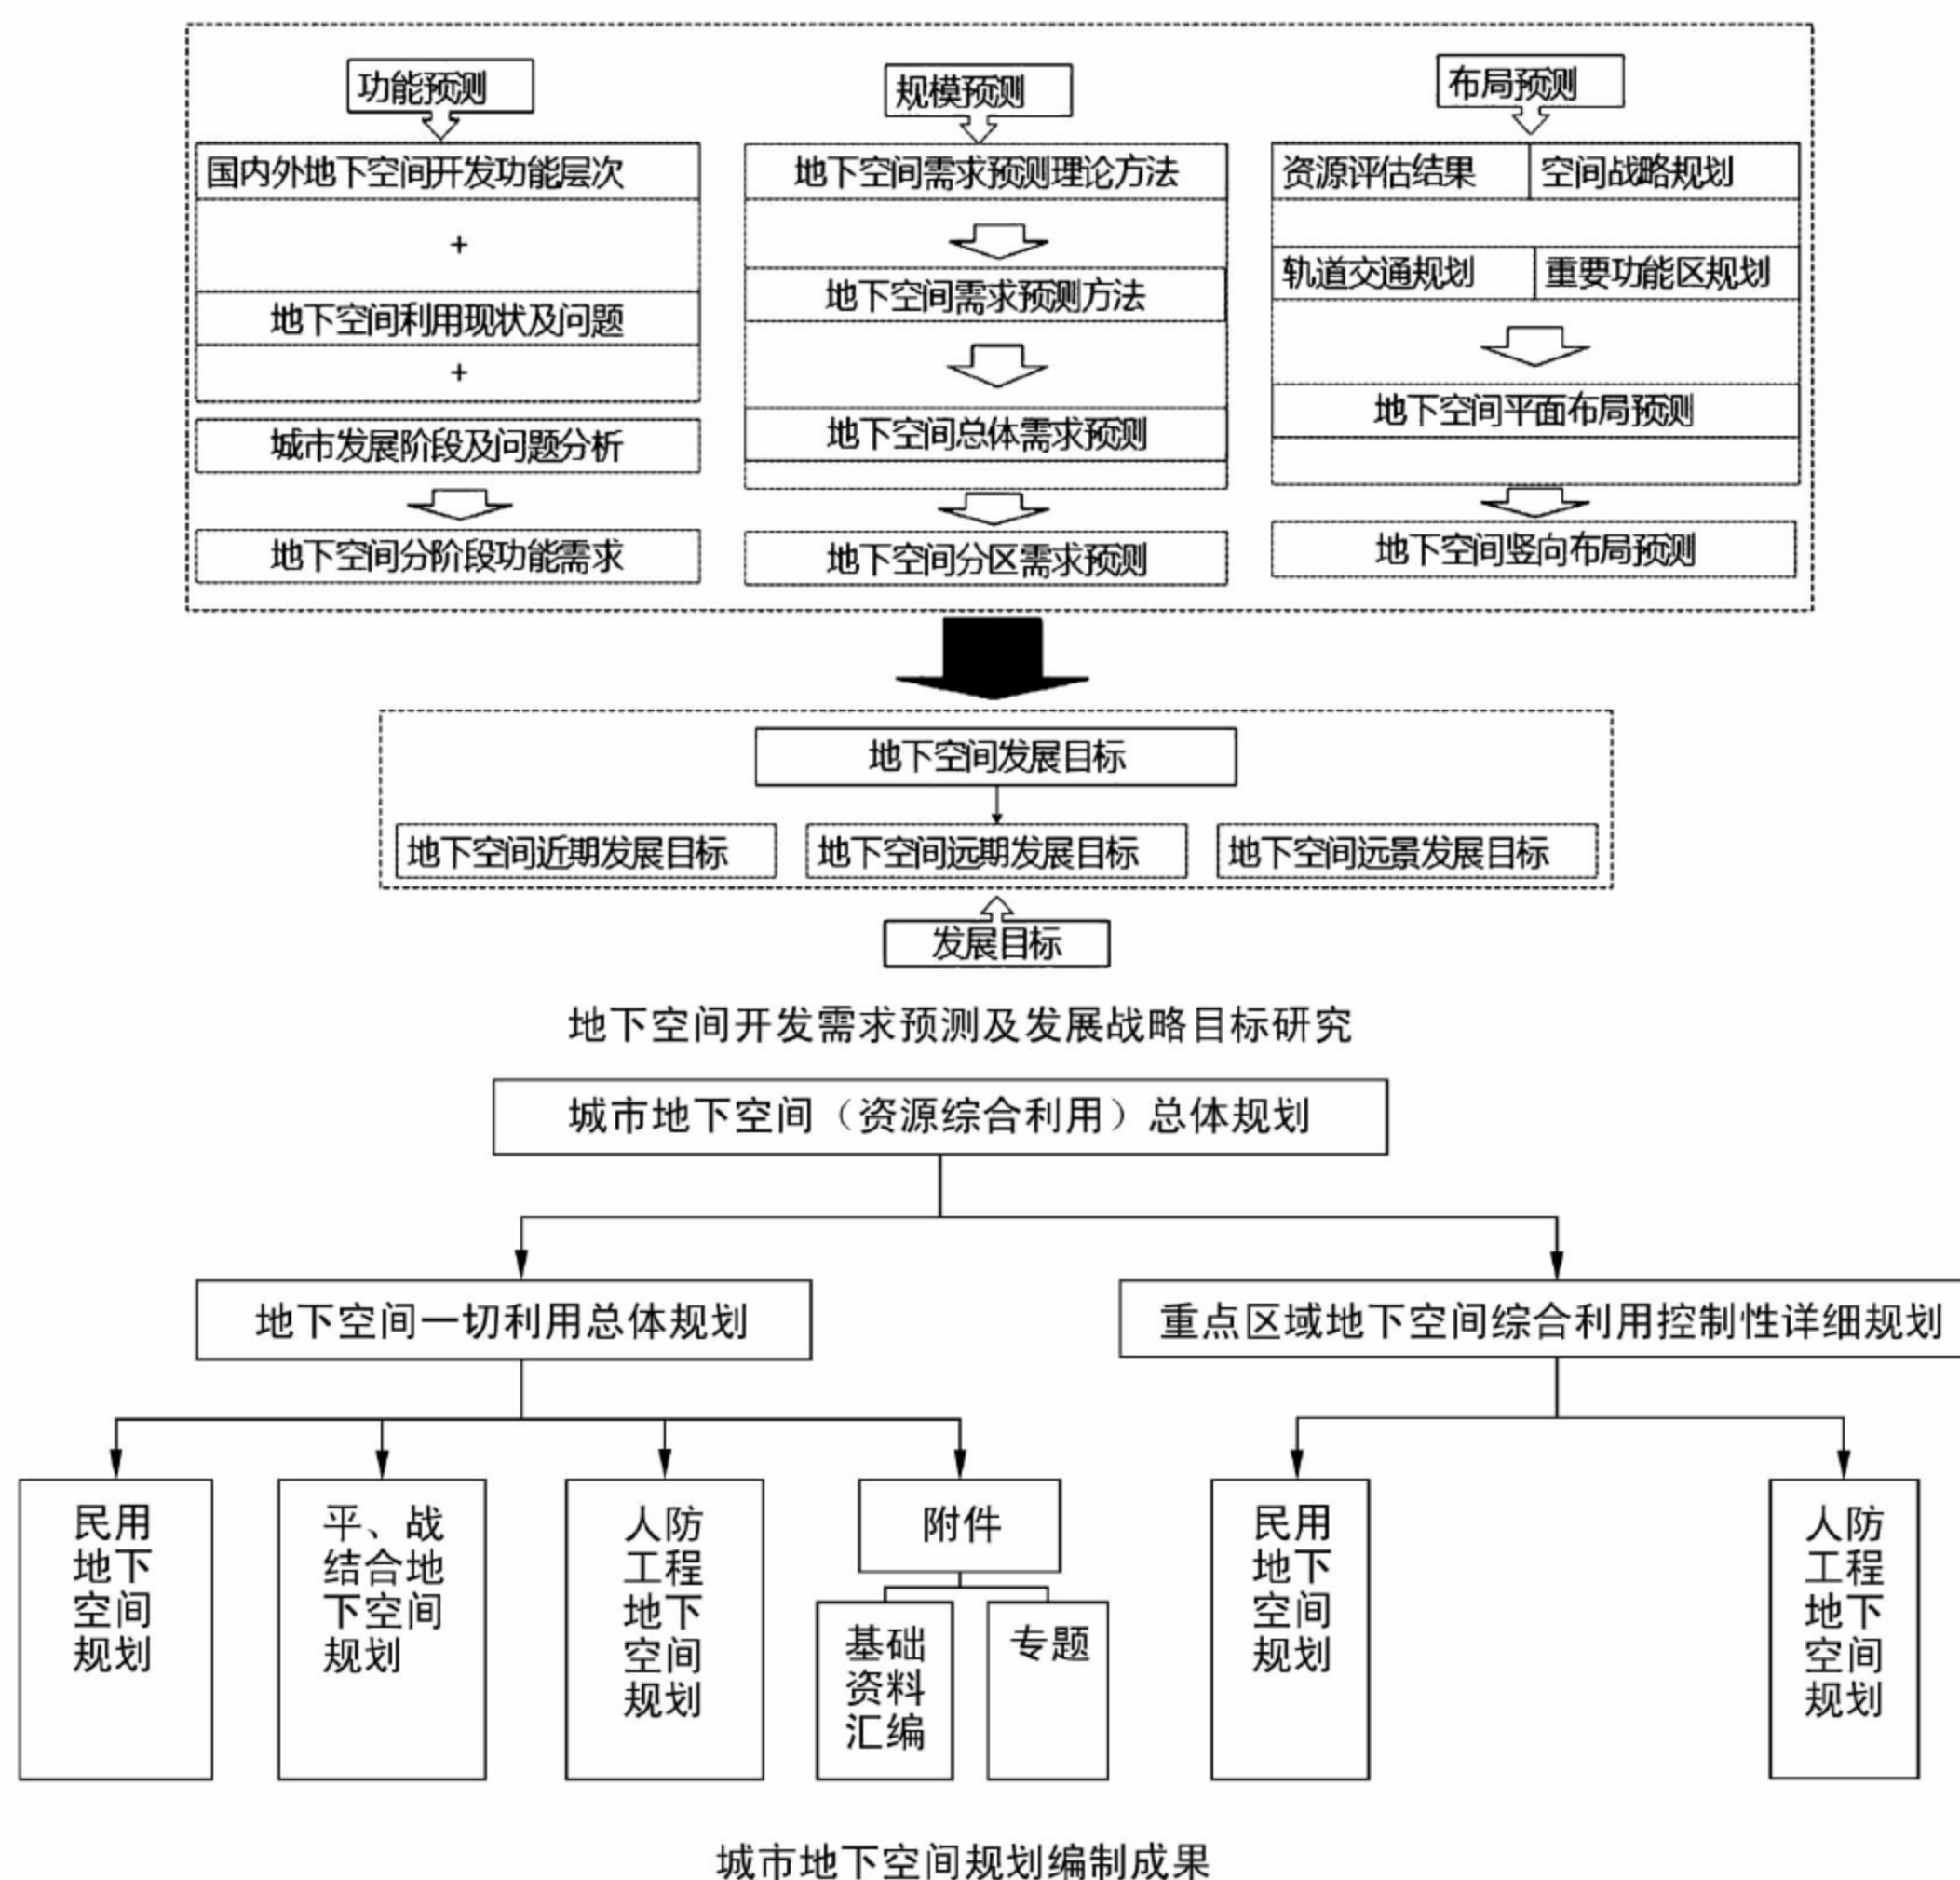 功能预测
规模预测
布局预测
国内外地下空间开发功能层次
+
地下空间利用现状及问题
+
城市发展阶段及问题分析
地下空间分阶段功能需求
地下空间需求预测理论方法
地下空间需求预测方法
地下空间总体需求预测
地下空间分区需求预测
资源评估结果
空间战略规划
轨道交通规划
重要功能区规划
地下空间平面布局预测
地下空间竖向布局预测
地下空间发展目标
地下空间近期发展目标
地下空间远期发展目标
地下空间远景发展目标
发展目标
地下空间开发需求预测及发展战略目标研究
城市地下空间（资源综合利用）总体规划
地下空间一切利用总体规划
重点区域地下空间综合利用控制性详细规划
民用
地下
空间
规划
平、战
结合地
下空间
规划
人防
工程
地下
空间
规划
附件
基础
资料
汇编
专题
民用
地下
空间
规划
人防
工程
地下
空间
规划
城市地下空间规划编制成果